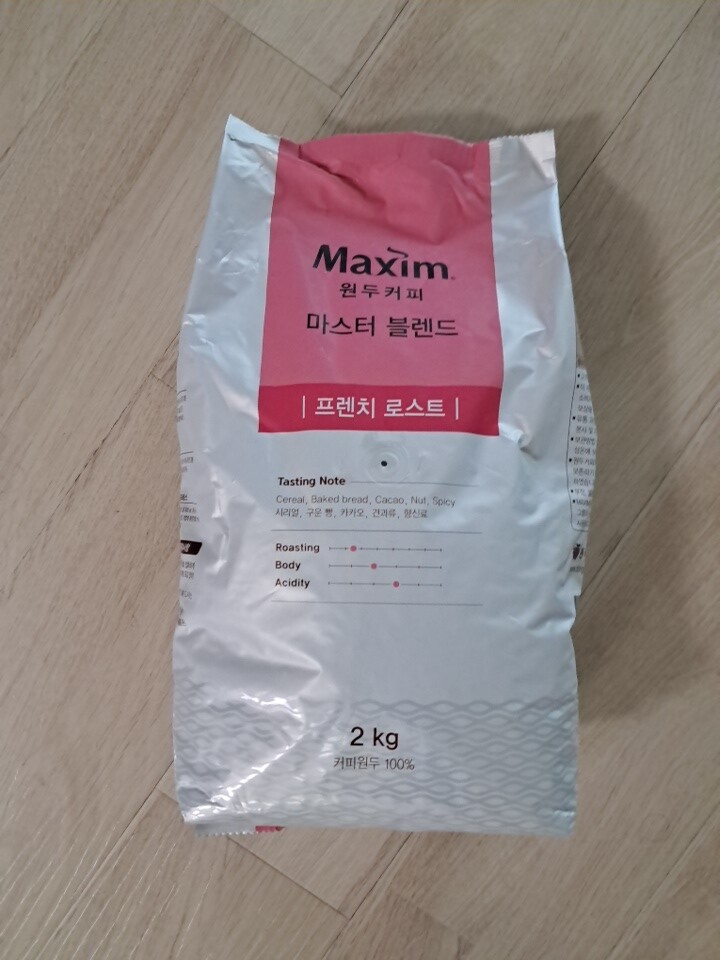 Maxim
원두커피
마스터 블렌드
| 프렌치 로스트 |
Tasting Note
Cereal, Baked bread, Cacao, Nut, Spicy
시리얼, 구운 빵, 카카오, 견과류, 향신료
Roasting
Body
Acidity
2 kg
커피원두 100%